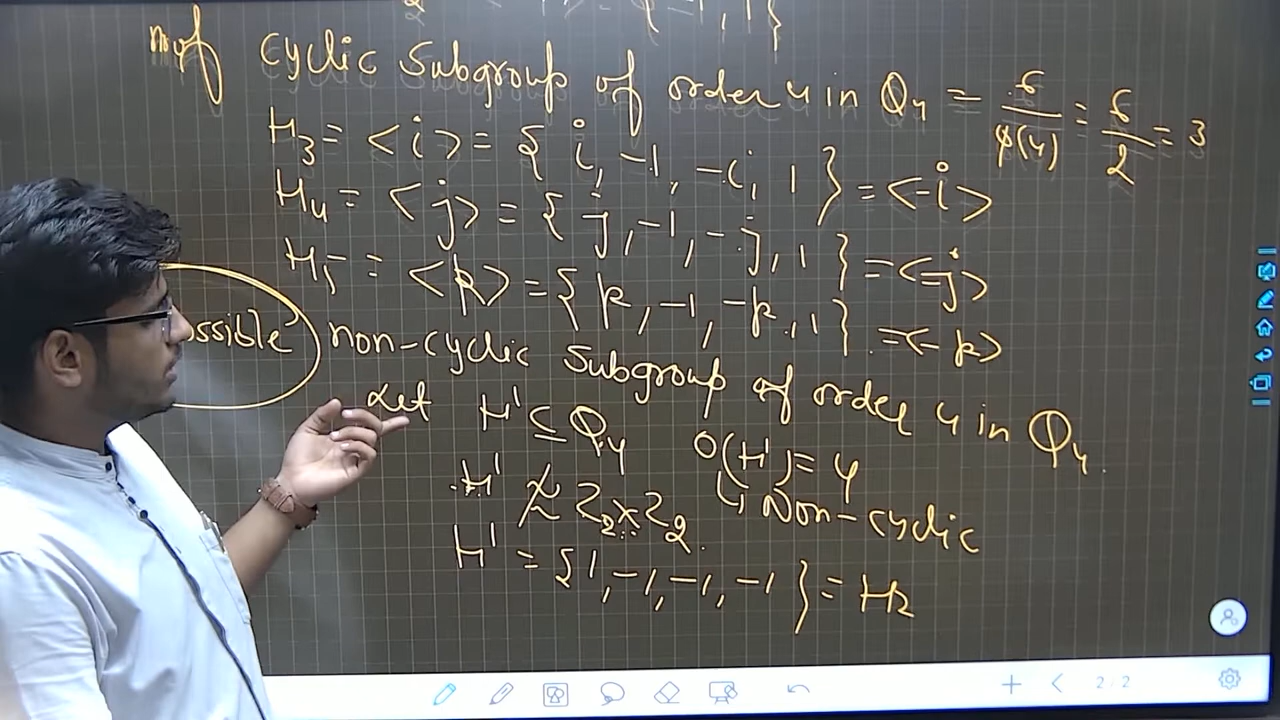 no. of cyclic subgroup of order 4 in Q4 = 6/φ(4) = 6/2 = 3
H3 = <i> = {i, -1, -i, 1} = <-i>
H4 = <j> = {j, -1, -j, 1} = <-j>
H5 = <k> = {k, -1, -k, 1} = <-k>
ossible non-cyclic subgroup of order 4 in Q4.
Let H' ⊆ Q4 O(H') = 4
H' ≈ Z2×Z2 ↳ Non-cyclic
H' = {1, -1, -1, -1} = H2
2/2